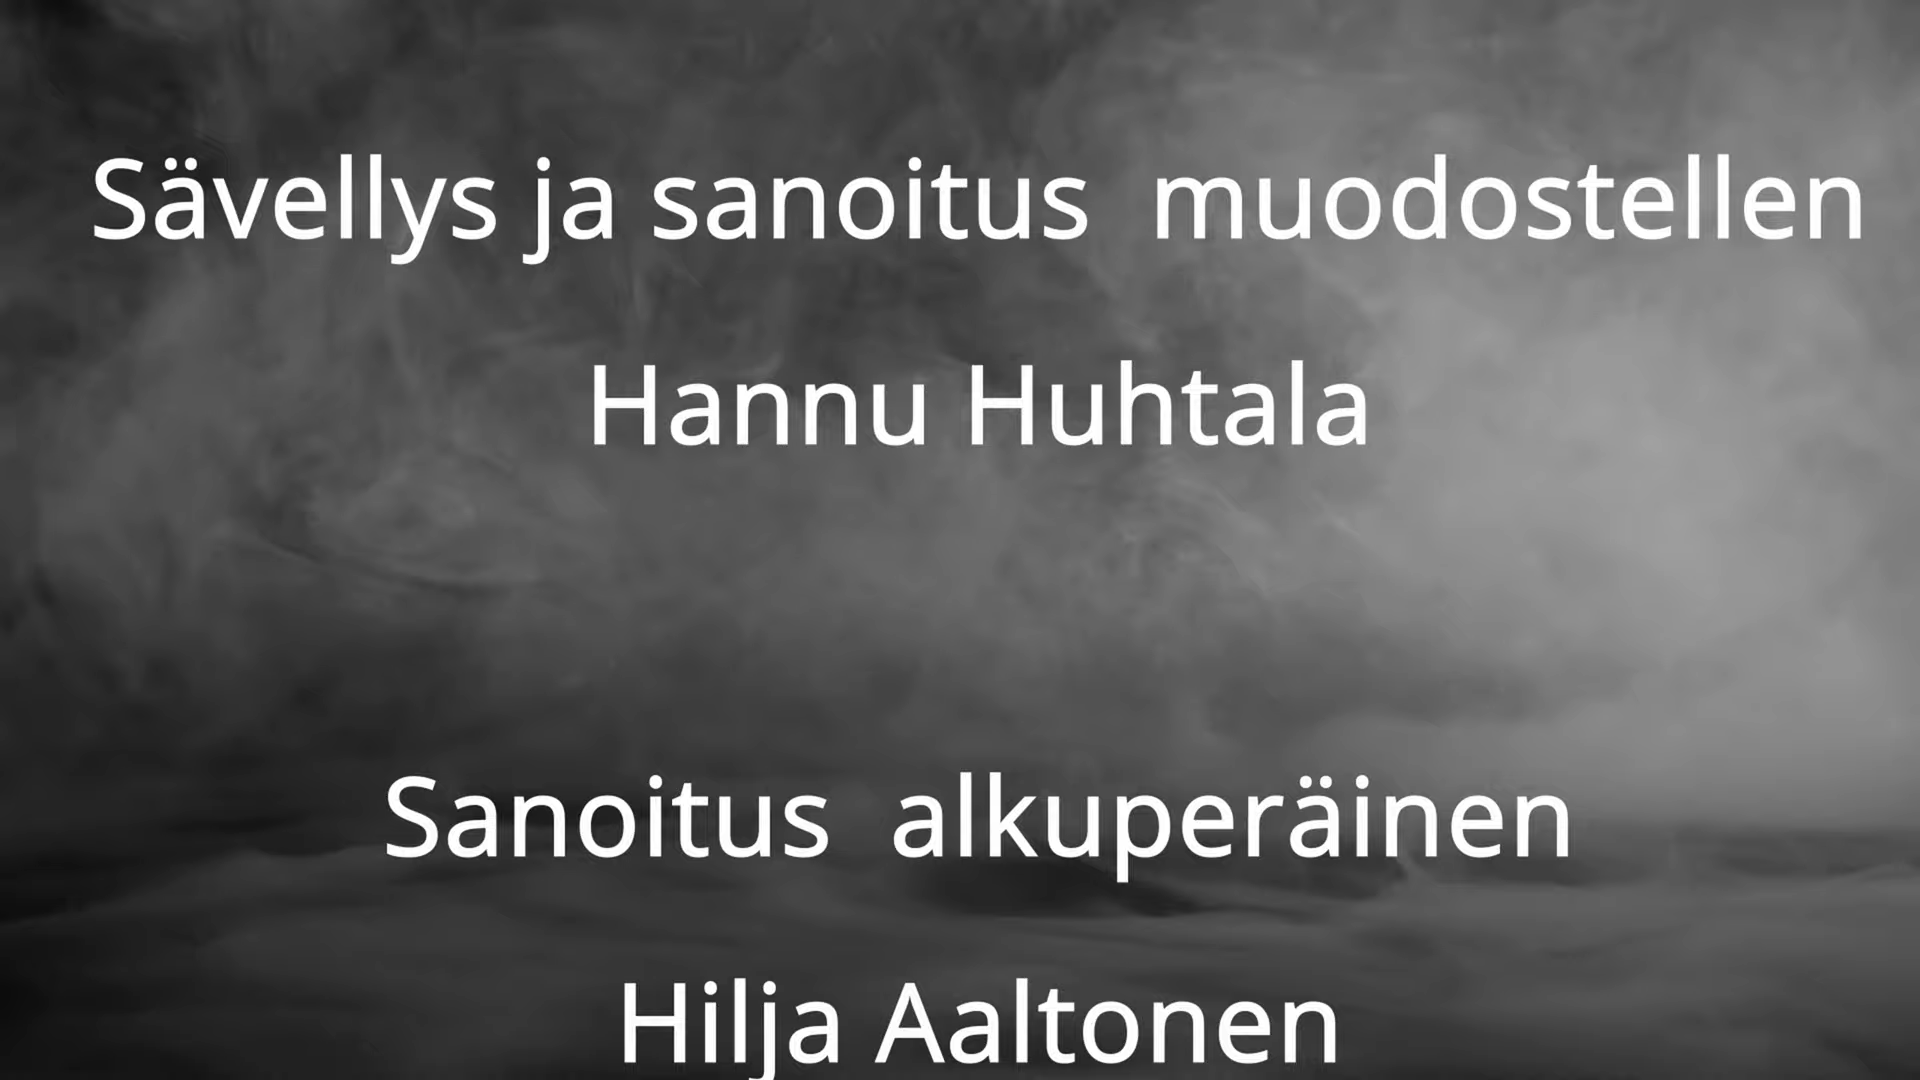 Sävellys ja sanoitus  muodostellen
Hannu Huhtala
Sanoitus  alkuperäinen
Hilja Aaltonen